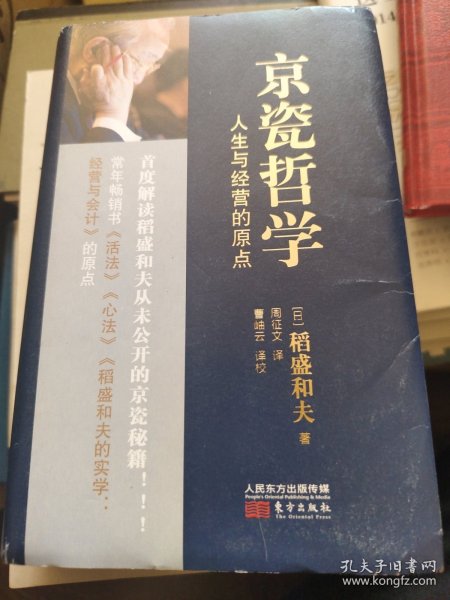 京瓷哲学
人生与经营的原点
[日] 稻盛和夫 著
周征文 译
曹岫云 译校
首度解读稻盛和夫从未公开的京瓷秘籍！！！
常年畅销书《活法》《心法》《稻盛和夫的实学：
经营与会计》的原点
人民东方出版传媒
People's Oriental Publishing & Media
东方出版社
The Oriental Press
14
孔夫子旧书网
www.kongfz.com